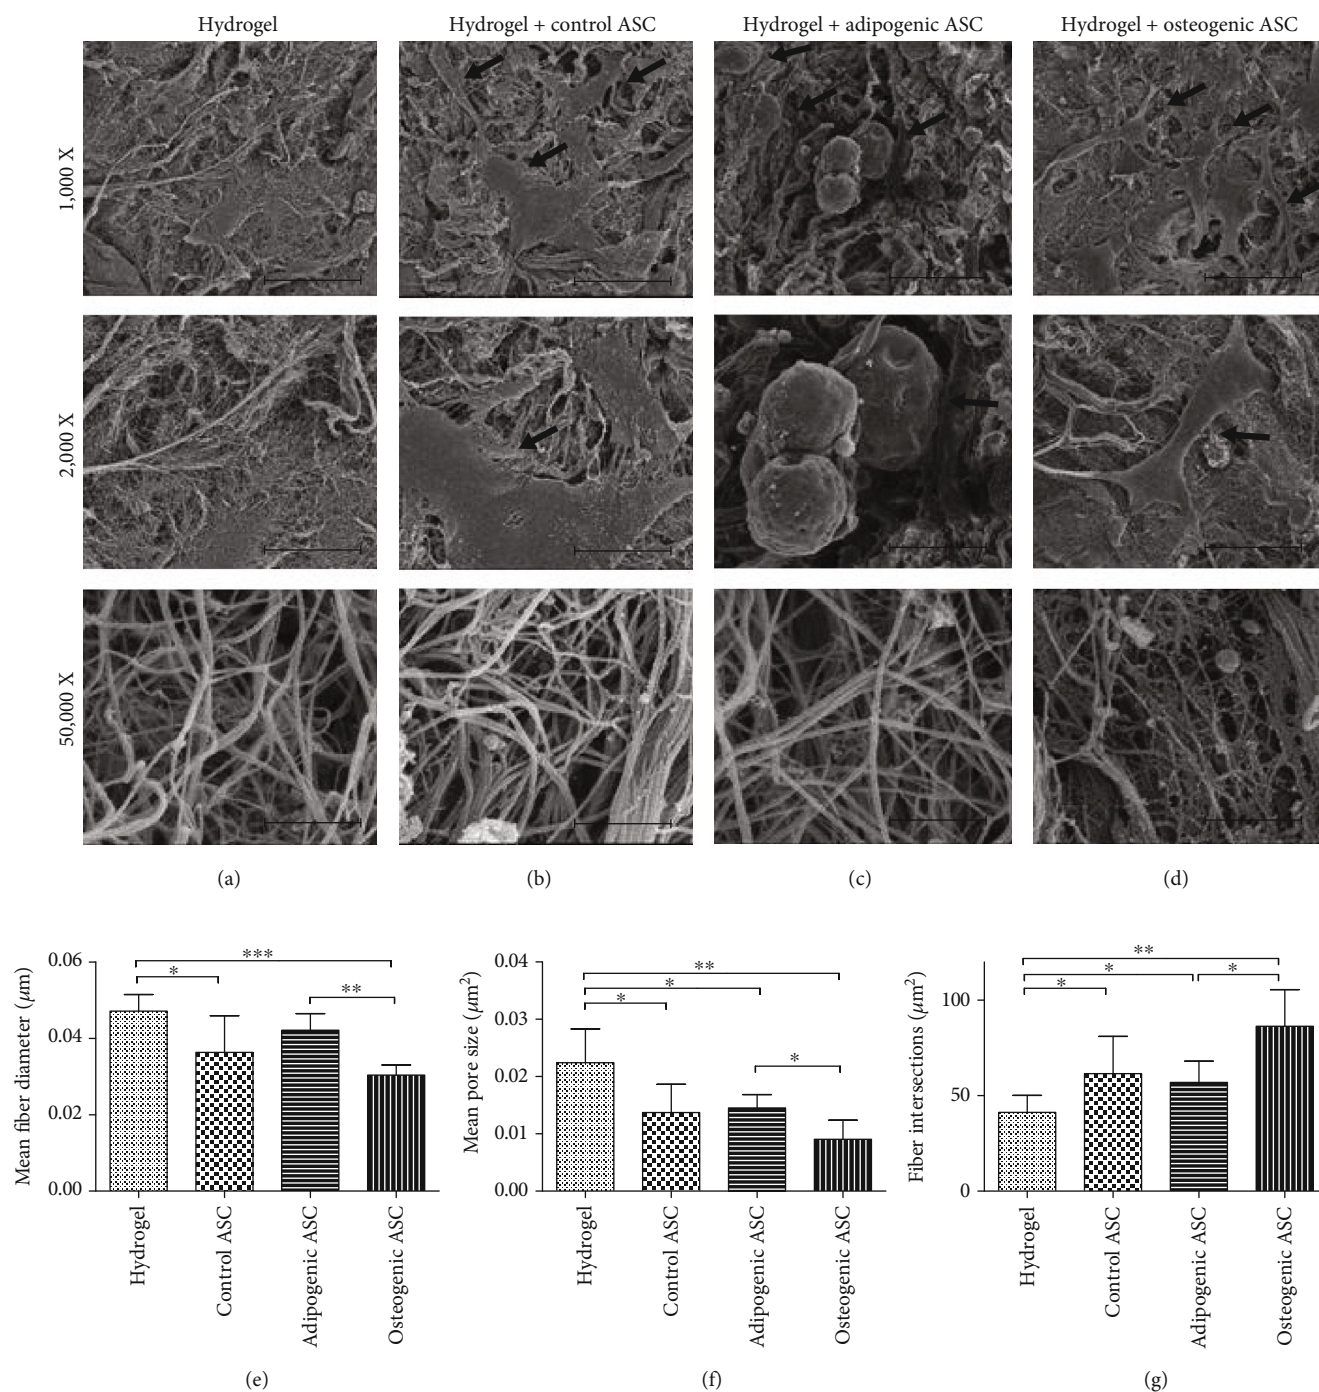 Hydrogel
Hydrogel + control ASC
Hydrogel + adipogenic ASC
Hydrogel + osteogenic ASC
1,000 X
2,000 X
50,000 X
(a)
(b)
(c)
(d)
Mean fiber diameter (μm)
0.06
0.04
0.02
0.00
***
*
**
Hydrogel
Control ASC
Adipogenic ASC
Osteogenic ASC
(e)
Mean pore size (μm²)
0.04
0.03
0.02
0.01
0.00
**
*
*
*
Hydrogel
Control ASC
Adipogenic ASC
Osteogenic ASC
(f)
Fiber intersections (μm²)
100
50
0
**
*
*
*
Hydrogel
Control ASC
Adipogenic ASC
Osteogenic ASC
(g)